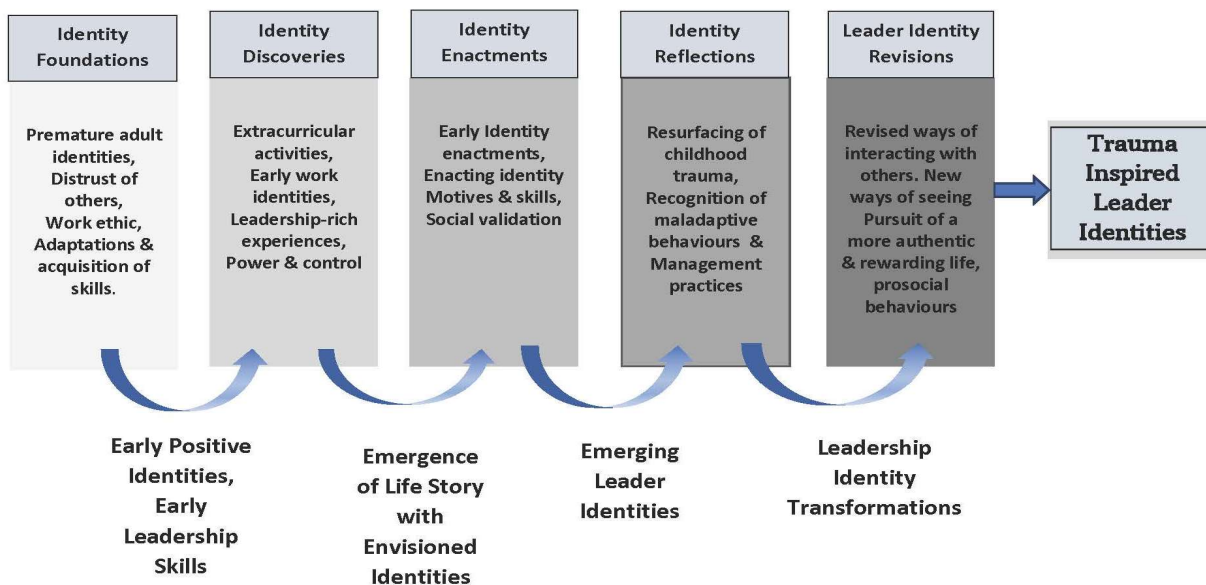 Identity
Foundations
Premature adult
identities,
Distrust of
others,
Work ethic,
Adaptations &
acquisition of
skills.
Identity
Discoveries
Extracurricular
activities,
Early work
identities,
Leadership-rich
experiences,
Power & control
Identity
Enactments
Early Identity
enactments,
Enacting identity
Motives & skills,
Social validation
Identity
Reflections
Resurfacing of
childhood
trauma,
Recognition of
maladaptive
behaviours &
Management
practices
Leader Identity
Revisions
Revised ways of
interacting with
others. New
ways of seeing
Pursuit of a
more authentic
& rewarding life,
prosocial
behaviours
Trauma
Inspired
Leader
Identities
Early Positive
Identities,
Early
Leadership
Skills
Emergence
of Life Story
with
Envisioned
Identities
Emerging
Leader
Identities
Leadership
Identity
Transformations